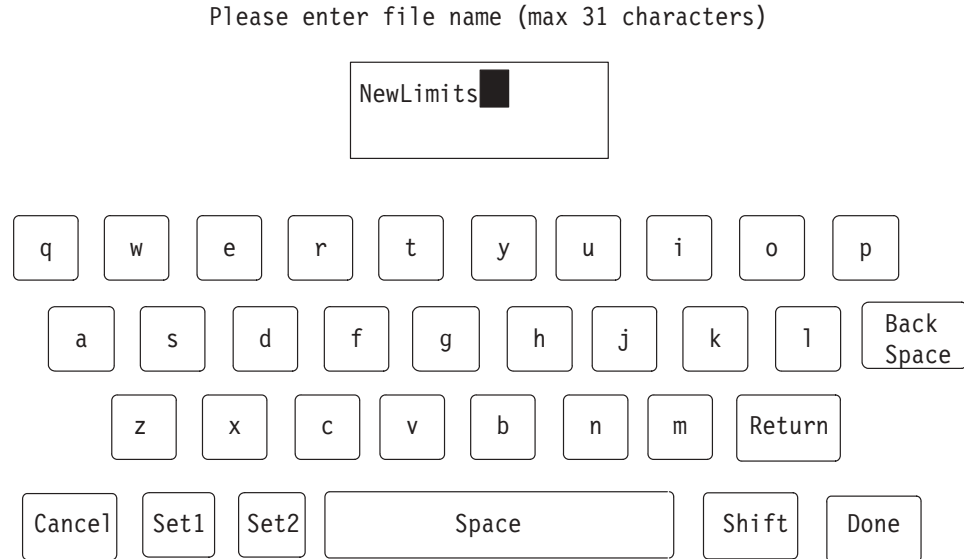 Please enter file name (max 31 characters)
NewLimits
q w e r t y u i o p
a s d f g h j k l Back Space
z x c v b n m Return
Cancel Set1 Set2 Space Shift Done